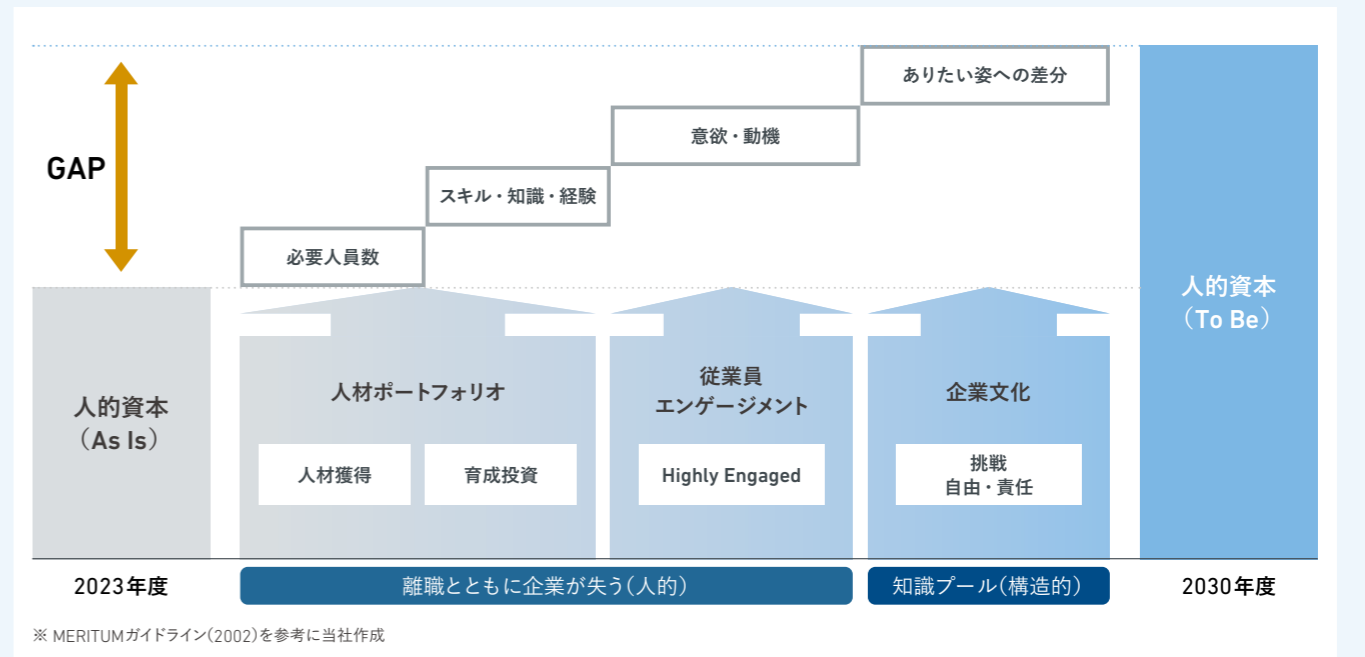 ありたい姿への差分
意欲・動機
GAP
スキル・知識・経験
必要人員数
人的資本
（To Be）
人的資本
（As Is）
人材ポートフォリオ
人材獲得
育成投資
従業員
エンゲージメント
Highly Engaged
企業文化
挑戦
自由・責任
2023年度
離職とともに企業が失う(人的)
知識プール(構造的)
2030年度
※ MERITUMガイドライン(2002)を参考に当社作成